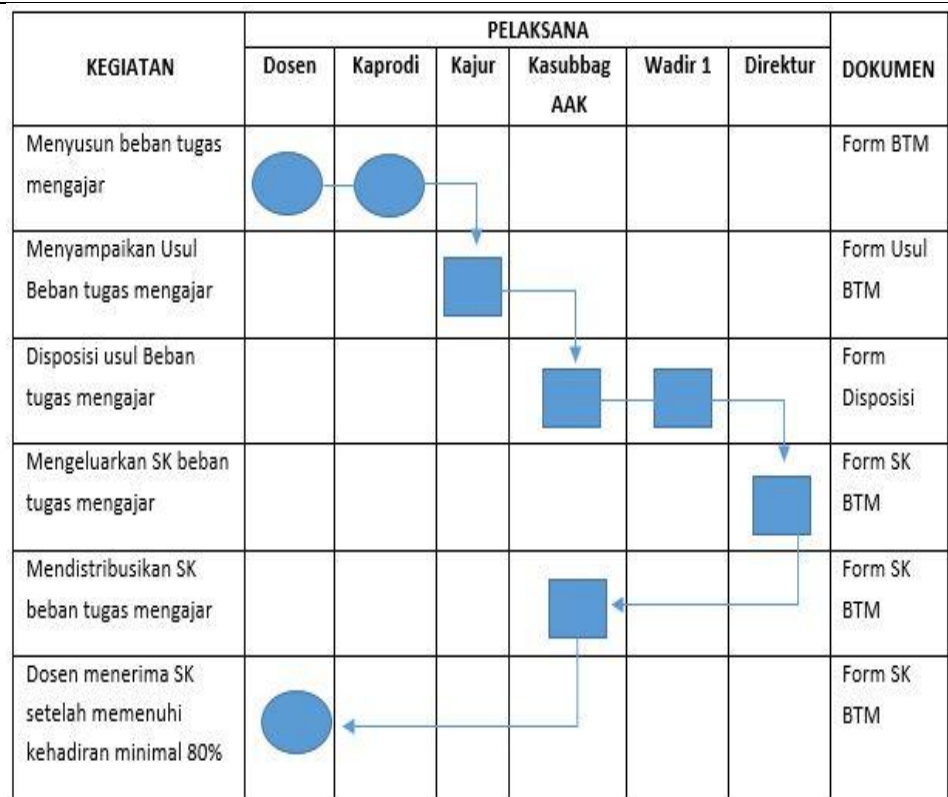 PELAKSANA
KEGIATAN
Dosen
Kaprodi
Kajur
Kasubbag
AAK
Wadir 1
Direktur
DOKUMEN
Menyusun beban tugas
mengajar
Form BTM
Menyampaikan Usul
Beban tugas mengajar
Form Usul
BTM
Disposisi usul Beban
tugas mengajar
Form
Disposisi
Mengeluarkan SK beban
tugas mengajar
Form SK
BTM
Mendistribusikan SK
beban tugas mengajar
Form SK
BTM
Dosen menerima SK
setelah memenuhi
kehadiran minimal 80%
Form SK
BTM